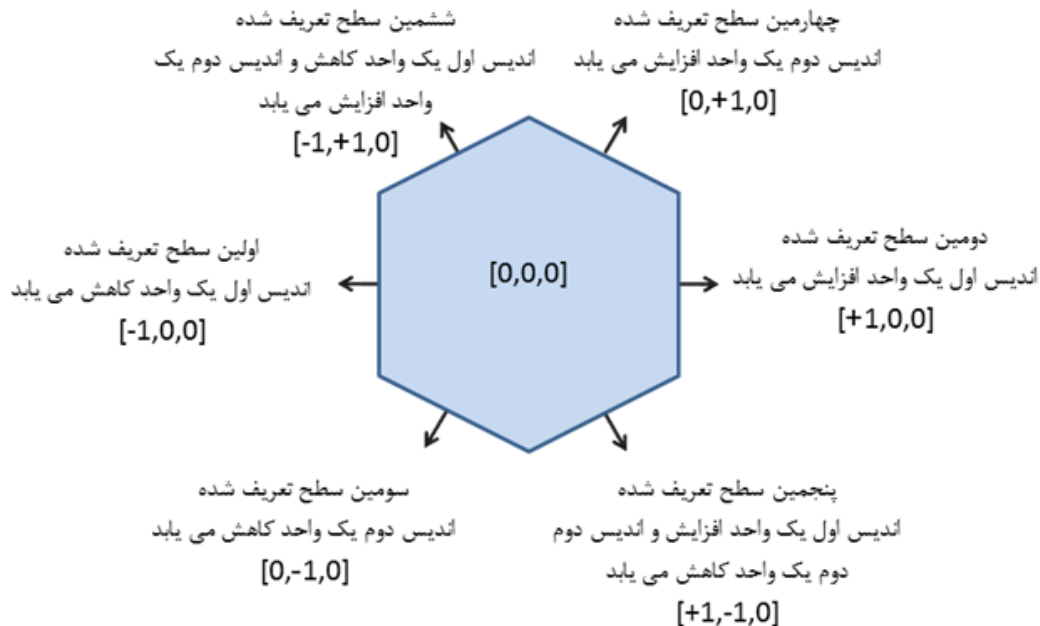 ششمین سطح تعریف شده
اندیس اول یک واحد کاهش و اندیس دوم یک
واحد افزایش می یابد
[-1,+1,0]
چهارمین سطح تعریف شده
اندیس دوم یک واحد افزایش می یابد
[0,+1,0]
اولین سطح تعریف شده
اندیس اول یک واحد کاهش می یابد
[-1,0,0]
[0,0,0]
دومین سطح تعریف شده
اندیس اول یک واحد افزایش می یابد
[+1,0,0]
سومین سطح تعریف شده
اندیس دوم یک واحد کاهش می یابد
[0,-1,0]
پنجمین سطح تعریف شده
اندیس اول یک واحد افزایش و اندیس دوم
دوم یک واحد کاهش می یابد
[+1,-1,0]